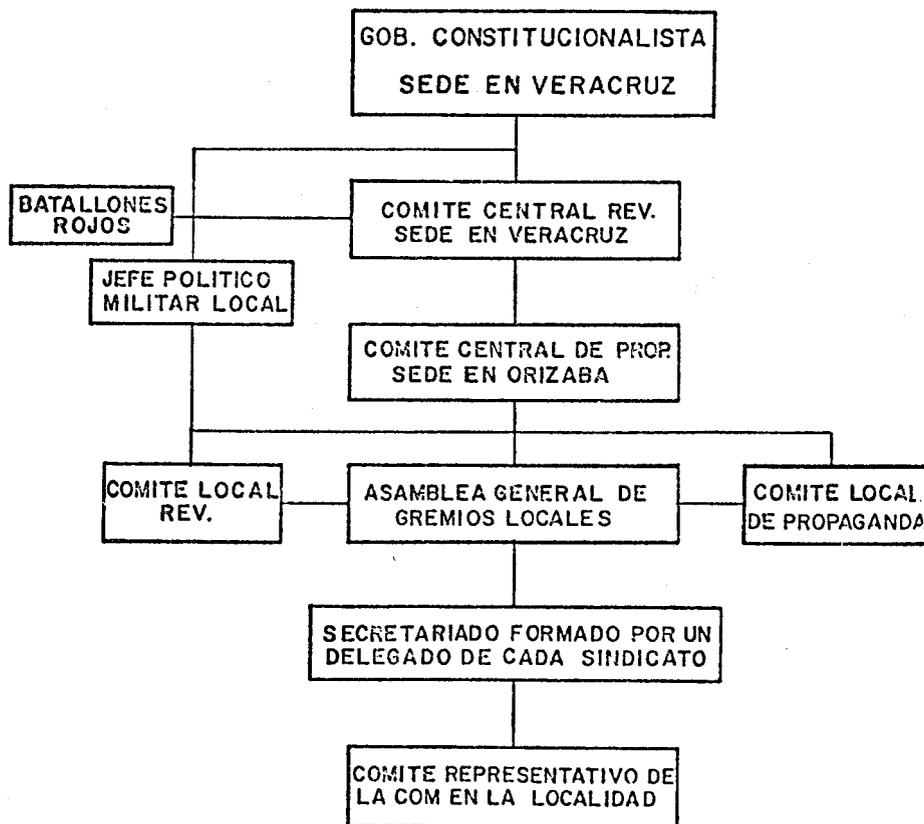 GOB. CONSTITUCIONALISTA
SEDE EN VERACRUZ
BATALLONES
ROJOS
COMITE CENTRAL REV.
SEDE EN VERACRUZ
JEFE POLITICO
MILITAR LOCAL
COMITE CENTRAL DE PROP.
SEDE EN ORIZABA
COMITE LOCAL
REV.
ASAMBLEA GENERAL DE
GREMIOS LOCALES
COMITE LOCAL
DE PROPAGANDA
SECRETARIADO FORMADO POR UN
DELEGADO DE CADA SINDICATO
COMITE REPRESENTATIVO DE
LA COM EN LA LOCALIDAD